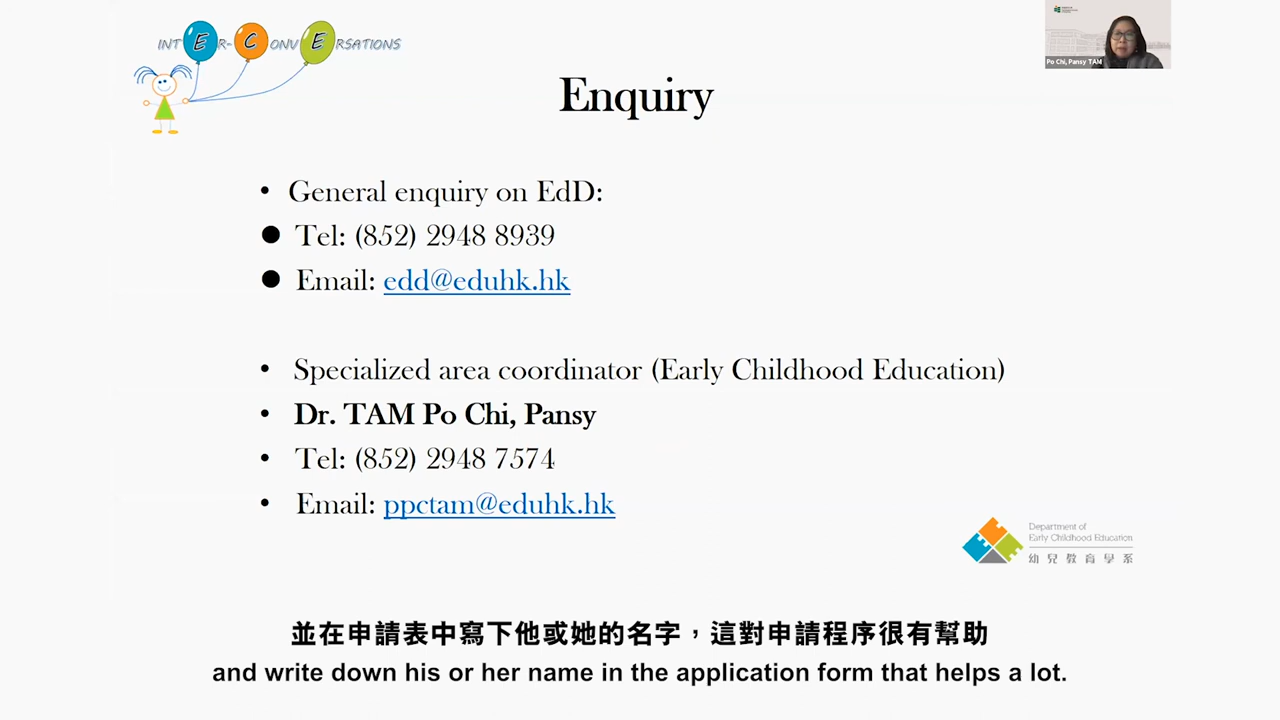 INTER-CONVERSATIONS
Po Chi, Pansy TAM
Enquiry
• General enquiry on EdD:
● Tel: (852) 2948 8939
● Email: edd@eduhk.hk
• Specialized area coordinator (Early Childhood Education)
• Dr. TAM Po Chi, Pansy
• Tel: (852) 2948 7574
• Email: ppctam@eduhk.hk
Department of
Early Childhood Education
幼兒教育學系
並在申請表中寫下他或她的名字，這對申請程序很有幫助
and write down his or her name in the application form that helps a lot.